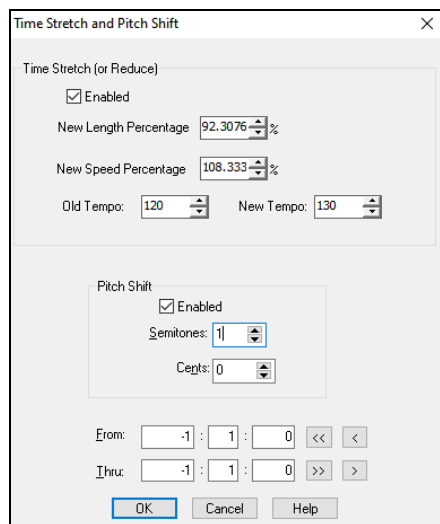 Time Stretch and Pitch Shift
Time Stretch (or Reduce)
Enabled
New Length Percentage 92.3076 %
New Speed Percentage 108.333 %
Old Tempo: 120 New Tempo: 130
Pitch Shift
Enabled
Semitones: 1
Cents: 0
From: -1 : 1 : 0 << <
Thru: -1 : 1 : 0 >> >
OK Cancel Help